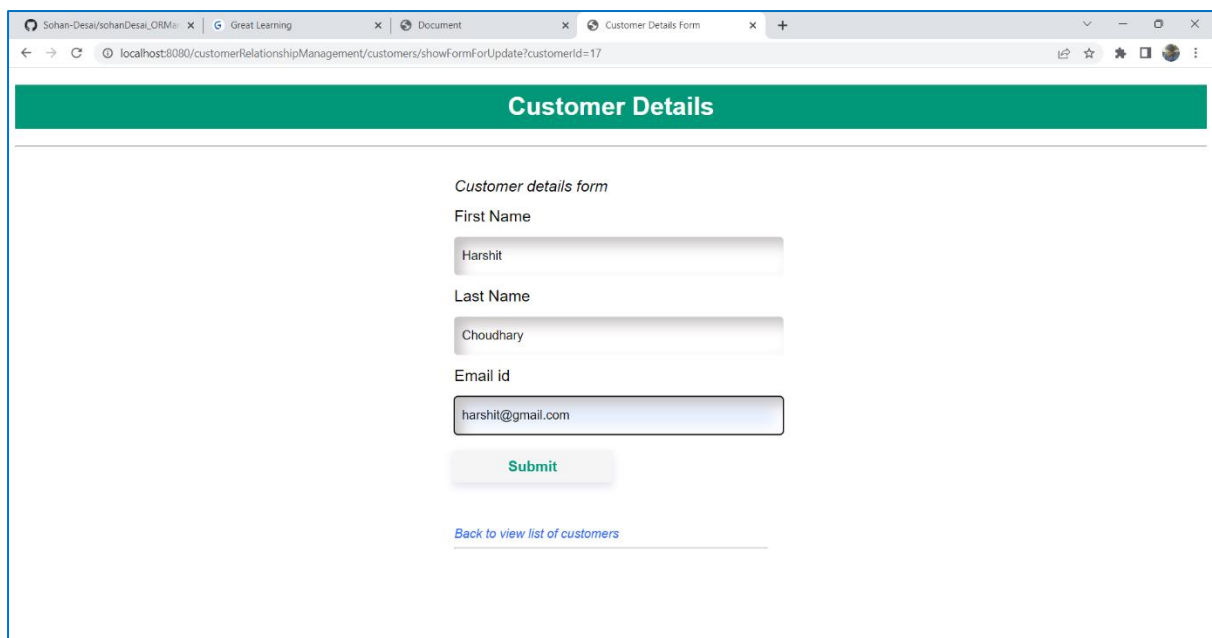 Sohan-Desai/sohanDesai_ORMa
Great Learning
Document
Customer Details Form
localhost:8080/customerRelationshipManagement/customers/showFormForUpdate?customerId=17
Customer Details
Customer details form
First Name
Harshit
Last Name
Choudhary
Email id
harshit@gmail.com
Submit
Back to view list of customers